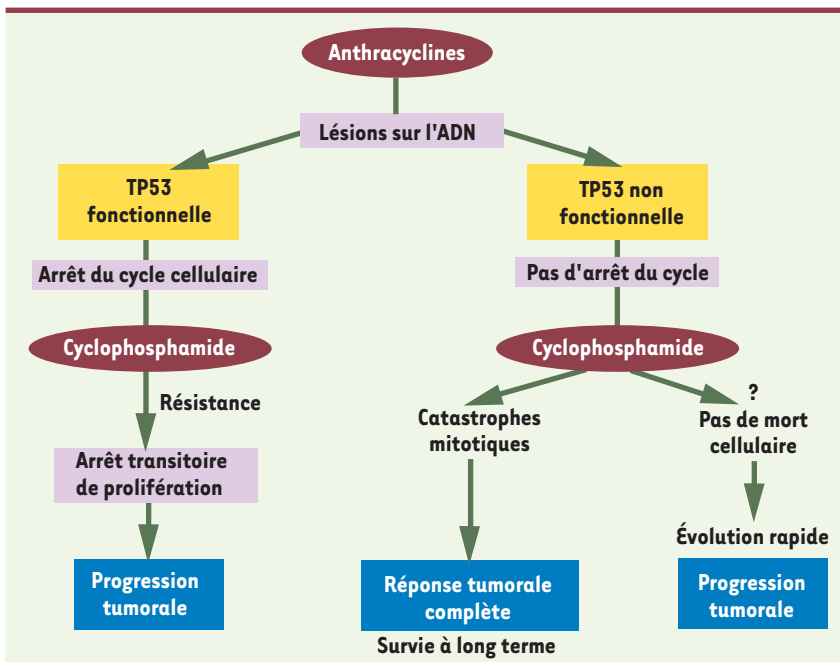 Anthracyclines
Lésions sur l'ADN
TP53
fonctionnelle
Arrêt du cycle cellulaire
Cyclophosphamide
Résistance
Arrêt transitoire
de prolifération
Progression
tumorale
TP53 non
fonctionnelle
Pas d'arrêt du cycle
Cyclophosphamide
Catastrophes
mitotiques
Réponse tumorale
complète
Survie à long terme
?
Pas de mort
cellulaire
Évolution rapide
Progression
tumorale